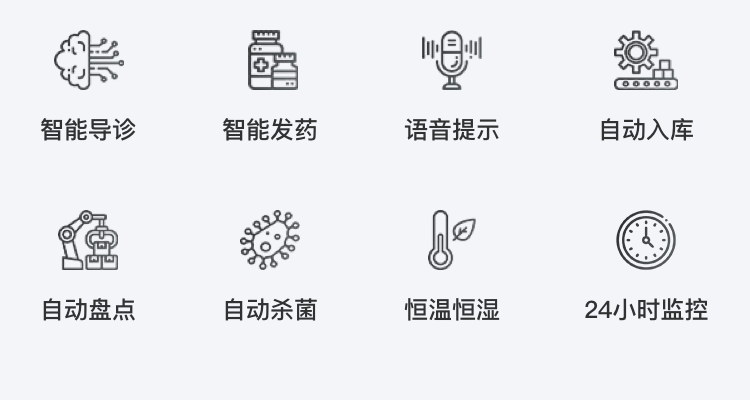 智能导诊
智能发药
语音提示
自动入库
自动盘点
自动杀菌
恒温恒湿
24小时监控